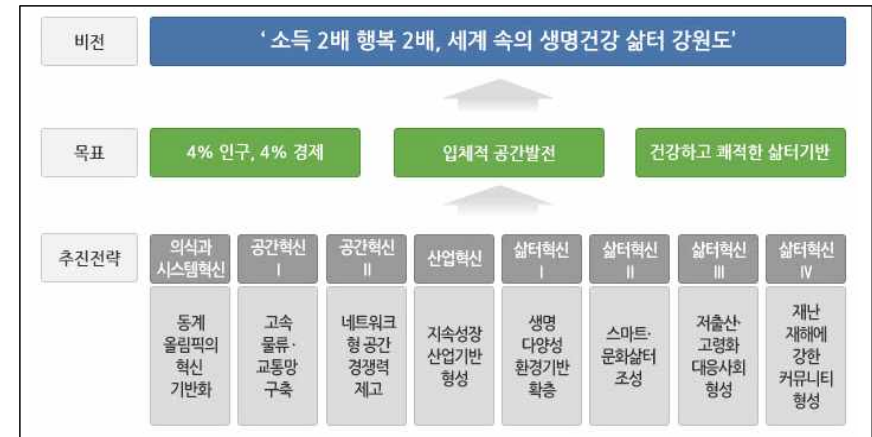 비전
‘ 소득 2배 행복 2배, 세계 속의 생명건강 삶터 강원도’
목표
4% 인구, 4% 경제
입체적 공간발전
건강하고 쾌적한 삶터기반
추진전략
의식과
시스템혁신
공간혁신
I
공간혁신
II
산업혁신
삶터혁신
I
삶터혁신
II
삶터혁신
III
삶터혁신
IV
동계
올림픽의
혁신
기반화
고속
물류·
교통망
구축
네트워크
형 공간
경쟁력
제고
지속성장
산업기반
형성
생명
다양성
환경기반
확충
스마트·
문화삶터
조성
저출산·
고령화
대응사회
형성
재난
재해에
강한
커뮤니티
형성